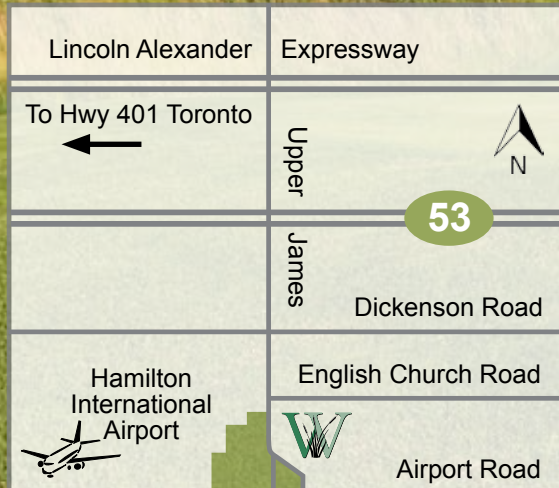 Lincoln Alexander Expressway
To Hwy 401 Toronto
Upper
N
53
James
Dickenson Road
Hamilton
International
Airport
English Church Road
W
Airport Road